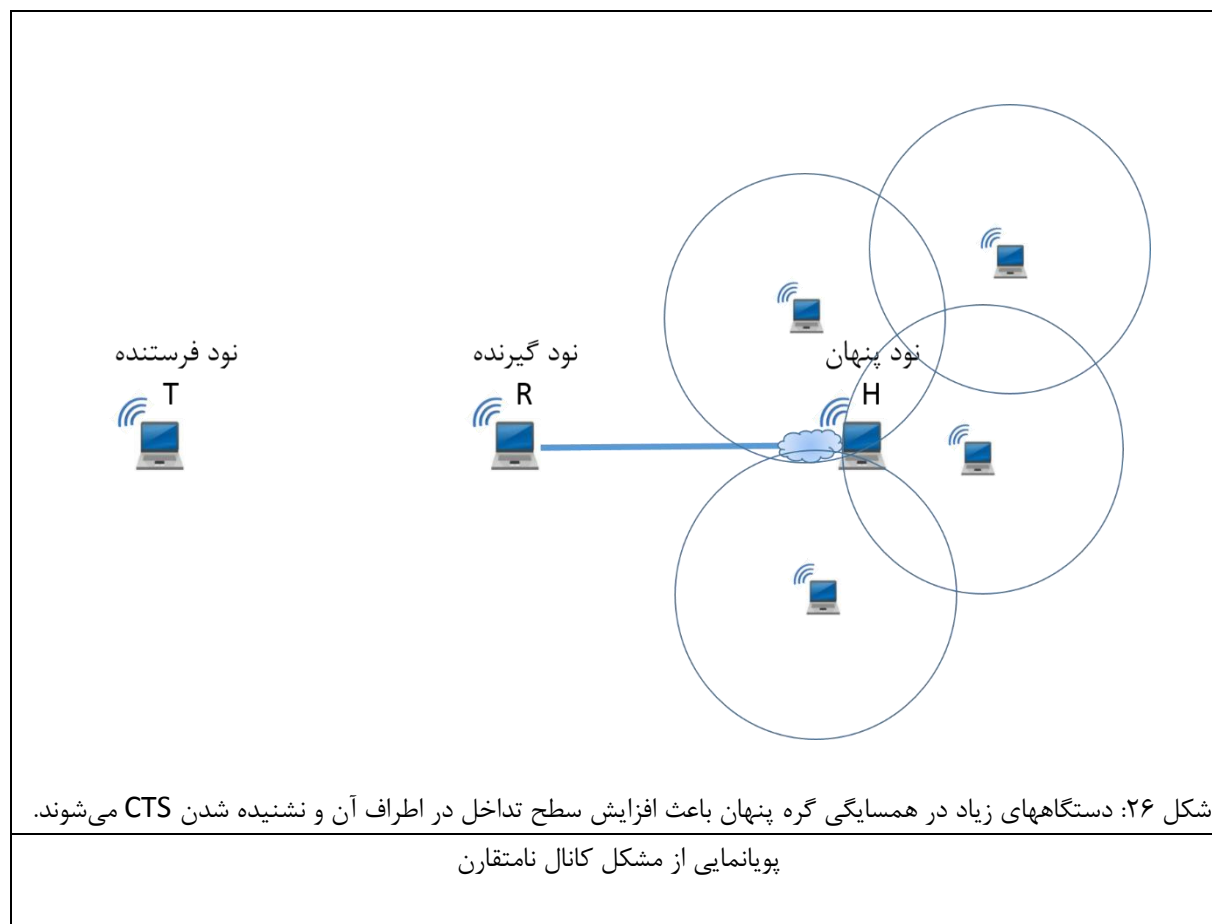 نود فرستنده
T
نود گیرنده
R
نود پنهان
H
شکل ۲۶: دستگاههای زیاد در همسایگی گره پنهان باعث افزایش سطح تداخل در اطراف آن و نشنیده شدن CTS می‌شوند.
پویانمایی از مشکل کانال نامتقارن